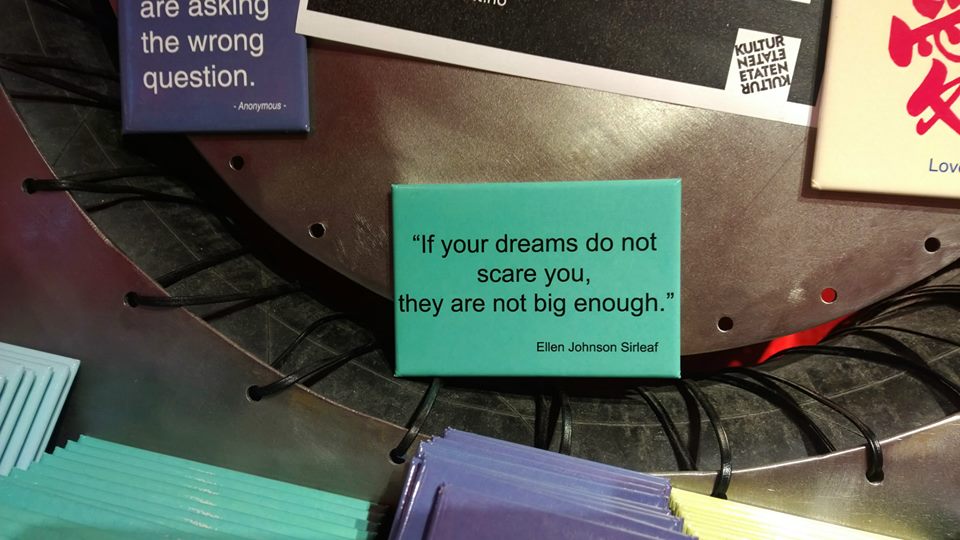 are asking
the wrong
question.
- Anonymous -
KULTUR
ETATEN
ETATEN
KULTUR
“If your dreams do not
scare you,
they are not big enough.”
Ellen Johnson Sirleaf